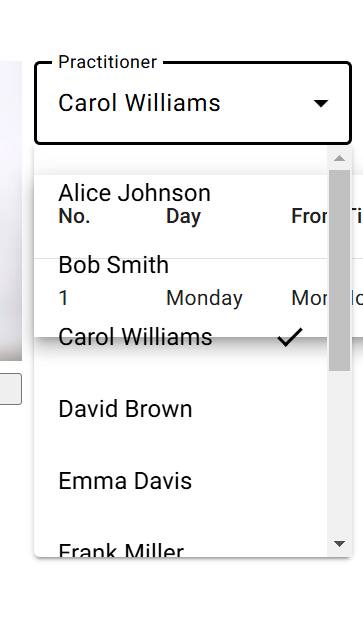 Practitioner
Carol Williams
Alice Johnson
No. Day
Bob Smith
1 Monday
Carol Williams
David Brown
Emma Davis
Frank Miller